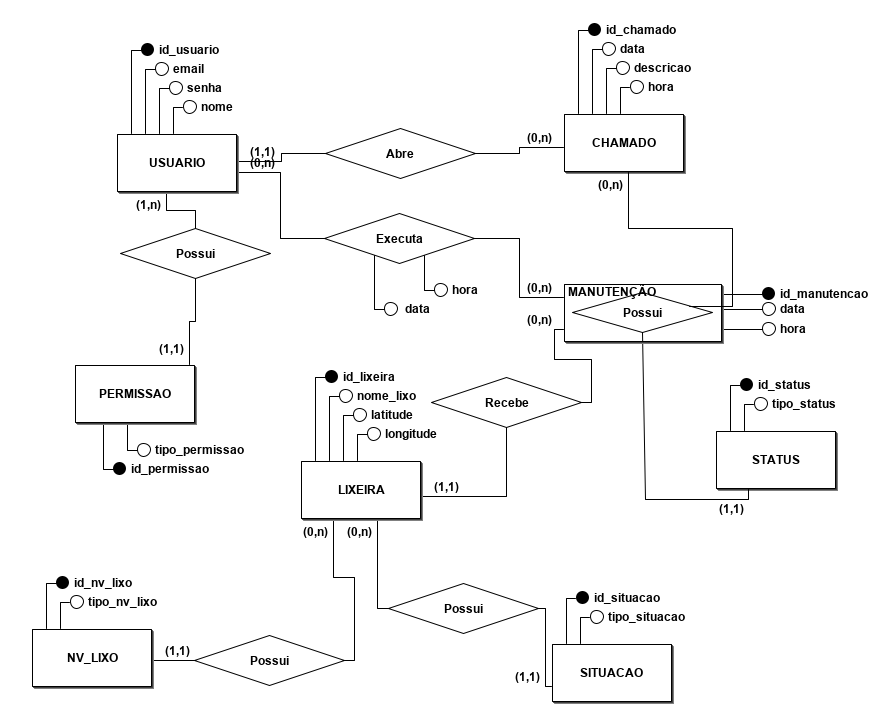 id_chamado
data
descricao
hora
CHAMADO
id_usuario
email
senha
nome
USUARIO
(1,1)
(0,n)
Abre
(0,n)
(0,n)
(1,n)
Possui
Executa
hora
data
(0,n)
MANUTENÇÃO
Possui
id_manutencao
data
hora
(0,n)
(1,1)
PERMISSAO
tipo_permissao
id_permissao
id_lixeira
nome_lixo
latitude
longitude
Recebe
LIXEIRA
(1,1)
id_status
tipo_status
STATUS
(1,1)
(0,n)
(0,n)
id_nv_lixo
tipo_nv_lixo
NV_LIXO
(1,1)
Possui
Possui
id_situacao
tipo_situacao
SITUACAO
(1,1)